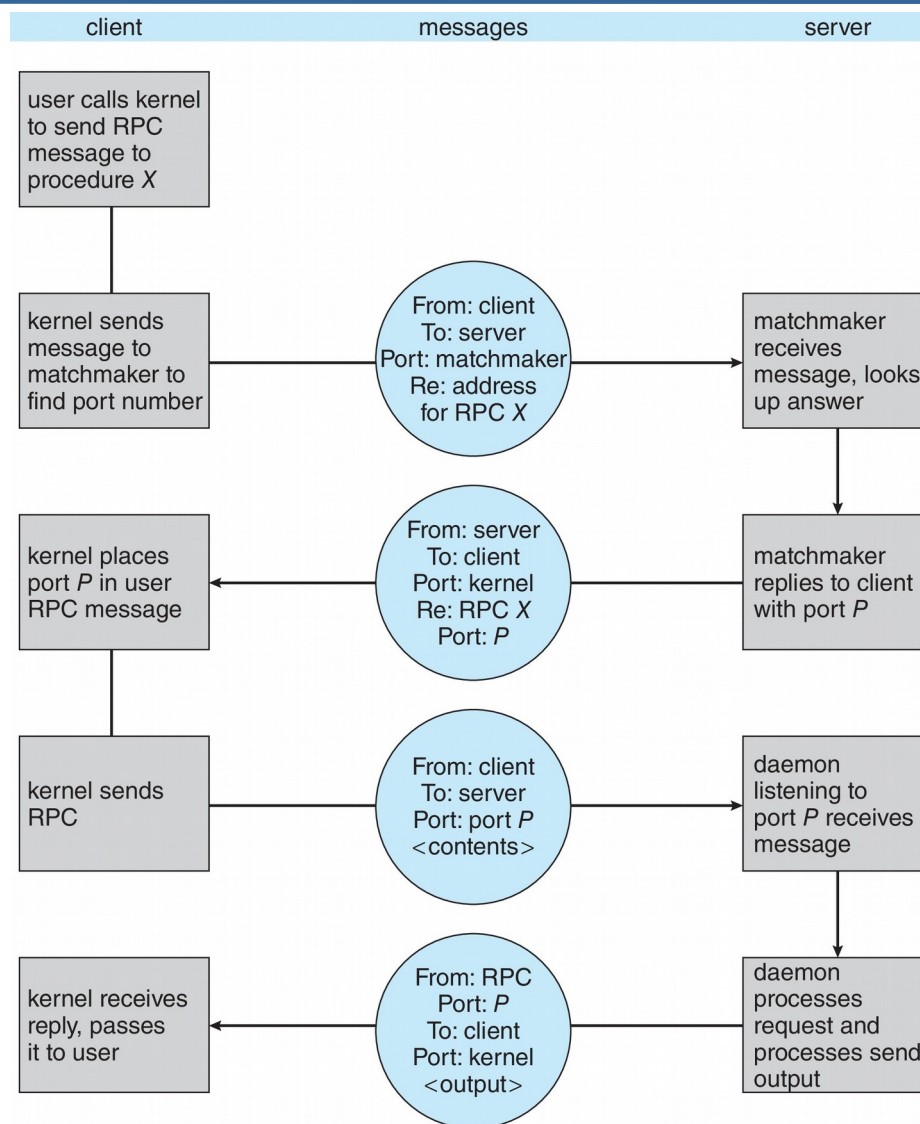 client
messages
server
user calls kernel
to send RPC
message to
procedure X
kernel sends
message to
matchmaker to
find port number
From: client
To: server
Port: matchmaker
Re: address
for RPC X
matchmaker
receives
message, looks
up answer
kernel places
port P in user
RPC message
From: server
To: client
Port: kernel
Re: RPC X
Port: P
matchmaker
replies to client
with port P
kernel sends
RPC
From: client
To: server
Port: port P
<contents>
daemon
listening to
port P receives
message
kernel receives
reply, passes
it to user
From: RPC
Port: P
To: client
Port: kernel
<output>
daemon
processes
request and
processes send
output